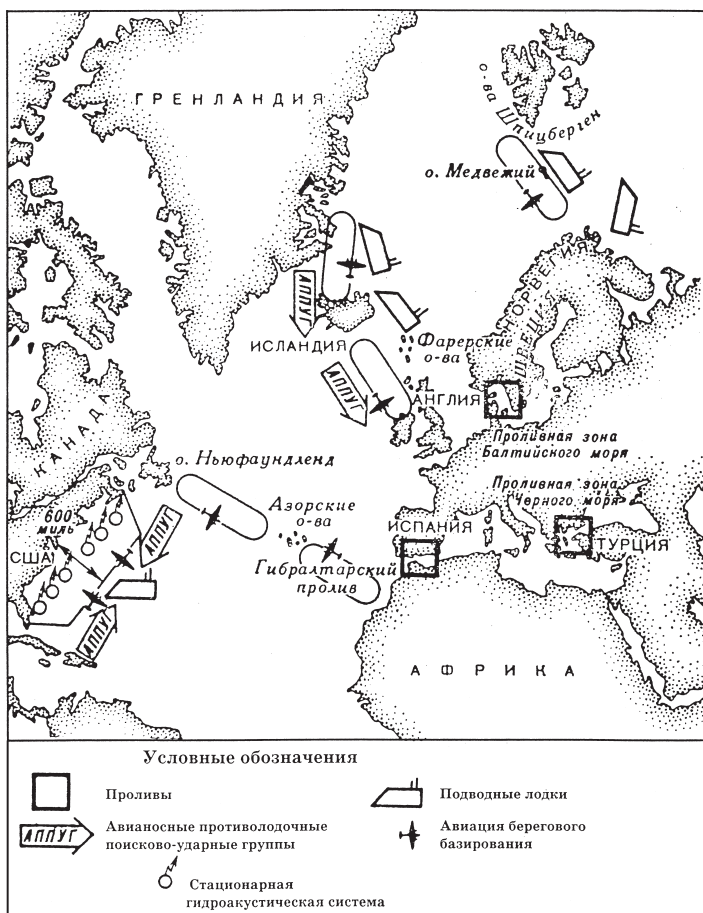 ГРЕНЛАНДИЯ
о-ва Шпицберген
о. Медвежий
НОРВЕГИЯ
ШВЕЦИЯ
АППУГ
ИСЛАНДИЯ
Фарерские
о-ва
АППУГ
АНГЛИЯ
КАНАДА
Проливная зона
Балтийского моря
о. Ньюфаундленд
Проливная зона
Черного моря
600
миль
Азорские
о-ва
ИСПАНИЯ
АППУГ
США
ТУРЦИЯ
Гибралтарский
пролив
АППУГ
АФРИКА
Условные обозначения
Проливы
Подводные лодки
АППУГ
Авианосные противолодочные
поисково-ударные группы
Авиация берегового
базирования
Стационарная
гидроакустическая система